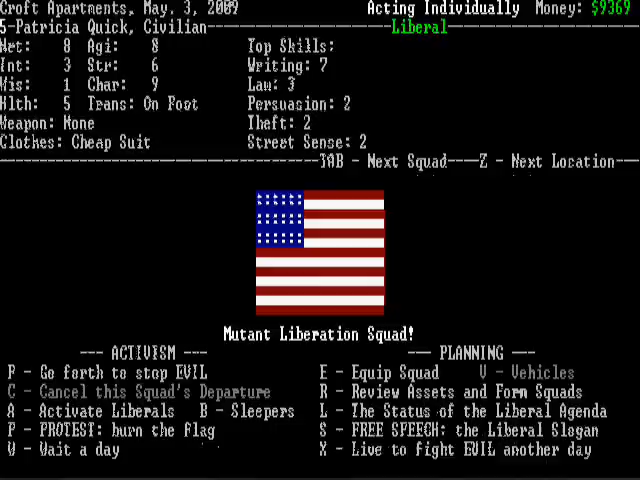 Croft Apartments, May. 3, 2009 Acting Individually Money: $9369
5-Patricia Quick, Civilian Liberal
Net: 8 Agi: 8 Top Skills:
Int: 3 Str: 6 Writing: 7
Wis: 1 Char: 9 Law: 3
Hlth: 5 Trans: On Foot Persuasion: 2
Weapon: None Theft: 2
Clothes: Cheap Suit Street Sense: 2
TAB - Next Squad Z - Next Location
Mutant Liberation Squad!
--- ACTIVISM --- --- PLANNING ---
F - Go forth to stop EVIL E - Equip Squad V - Vehicles
C - Cancel this Squad's Departure R - Review Assets and Form Squads
A - Activate Liberals B - Sleepers L - The Status of the Liberal Agenda
P - PROTEST: burn the flag S - FREE SPEECH: the Liberal Slogan
W - Wait a day X - Live to fight EVIL another day